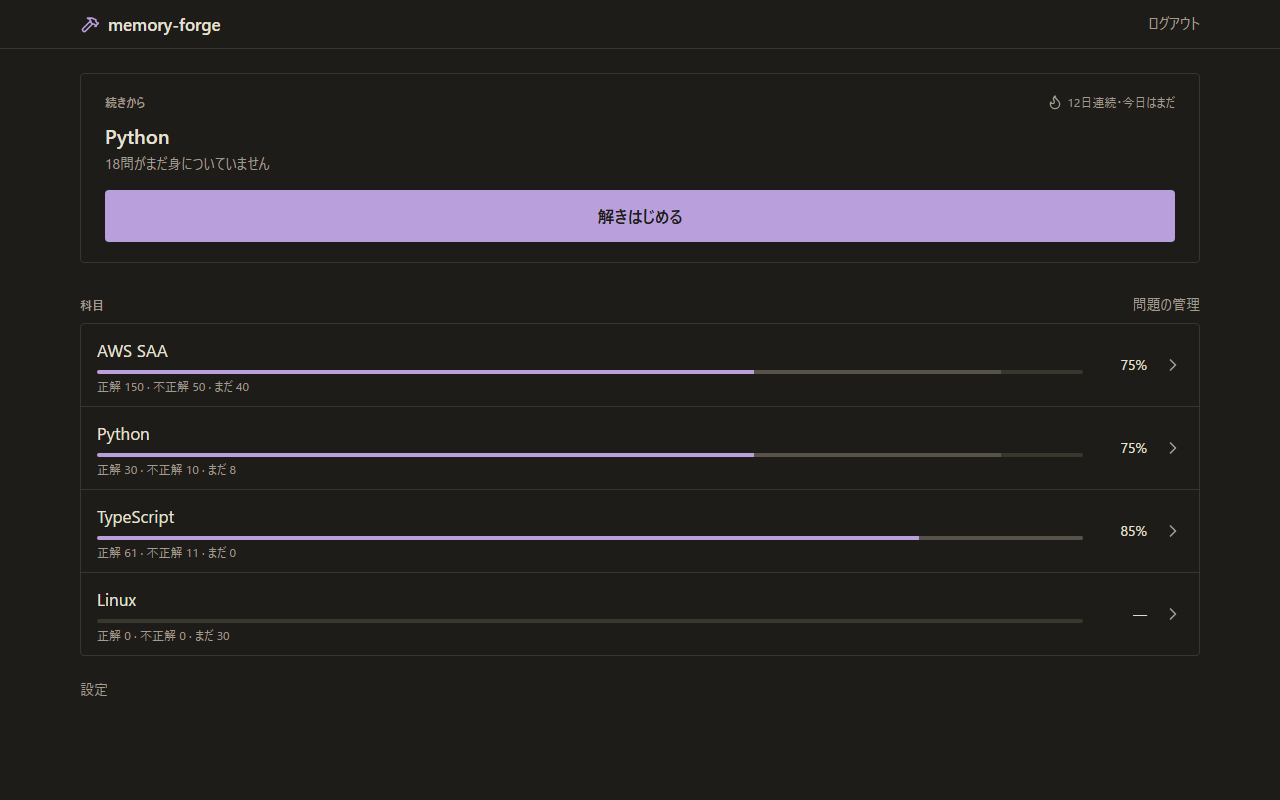 memory-forge
ログアウト
続きから
12日連続・今日はまだ
Python
18問がまだ身についていません
解きはじめる
科目
問題の管理
AWS SAA
75%
正解 150 · 不正解 50 · まだ 40
Python
75%
正解 30 · 不正解 10 · まだ 8
TypeScript
85%
正解 61 · 不正解 11 · まだ 0
Linux
—
正解 0 · 不正解 0 · まだ 30
設定